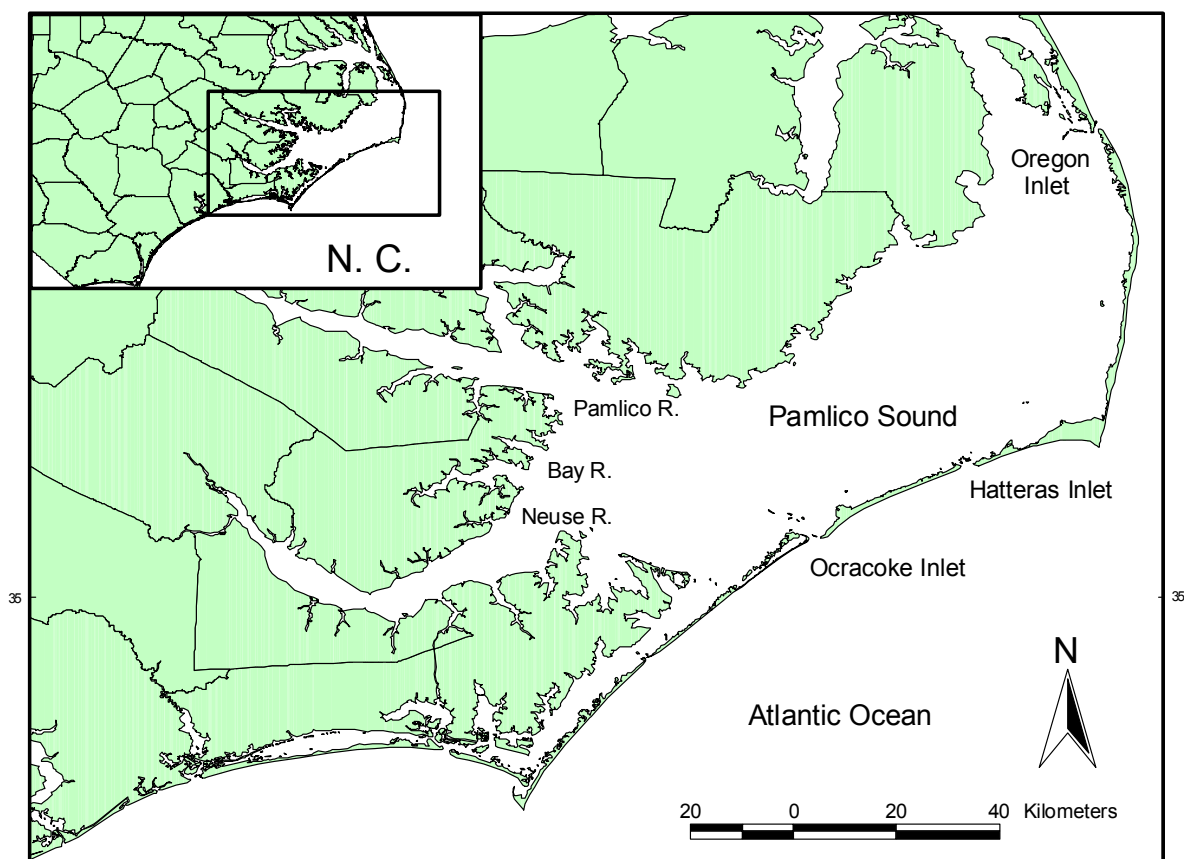 N. C.
Oregon
Inlet
Pamlico R.
Pamlico Sound
Bay R.
Hatteras Inlet
Neuse R.
Ocracoke Inlet
35
35
N
Atlantic Ocean
20 0 20 40 Kilometers